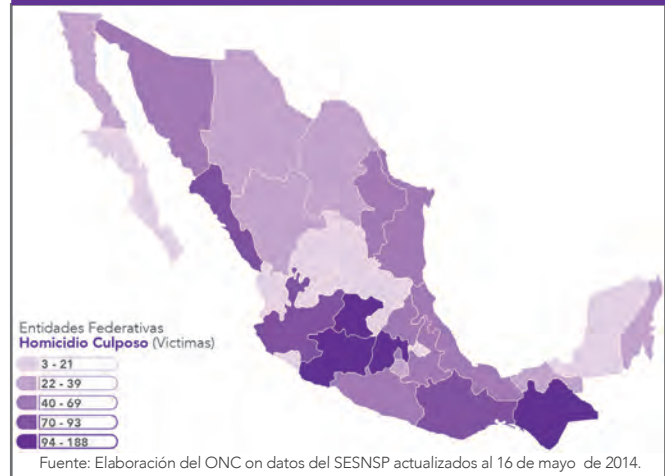 Entidades Federativas
Homicidio Culposo (Víctimas)
3 - 21
22 - 39
40 - 69
70 - 93
94 - 188
Fuente: Elaboración del ONC on datos del SESNSP actualizados al 16 de mayo de 2014.